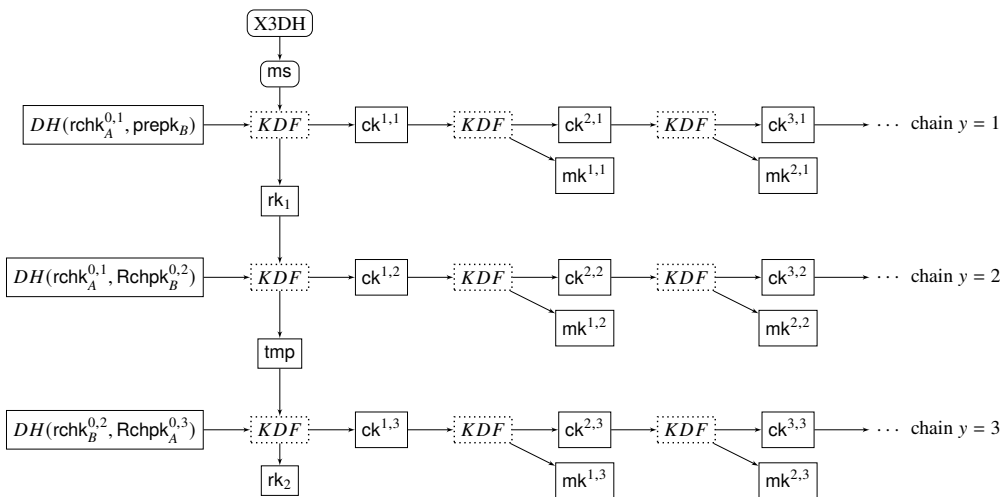 X3DH
ms
DH(rchk_A^{0,1}, prepk_B) KDF ck^{1,1} KDF ck^{2,1} KDF ck^{3,1} ··· chain y = 1
mk^{1,1} mk^{2,1}
rk_1
DH(rchk_A^{0,1}, Rchpk_B^{0,2}) KDF ck^{1,2} KDF ck^{2,2} KDF ck^{3,2} ··· chain y = 2
mk^{1,2} mk^{2,2}
tmp
DH(rchk_B^{0,2}, Rchpk_A^{0,3}) KDF ck^{1,3} KDF ck^{2,3} KDF ck^{3,3} ··· chain y = 3
rk_2 mk^{1,3} mk^{2,3}